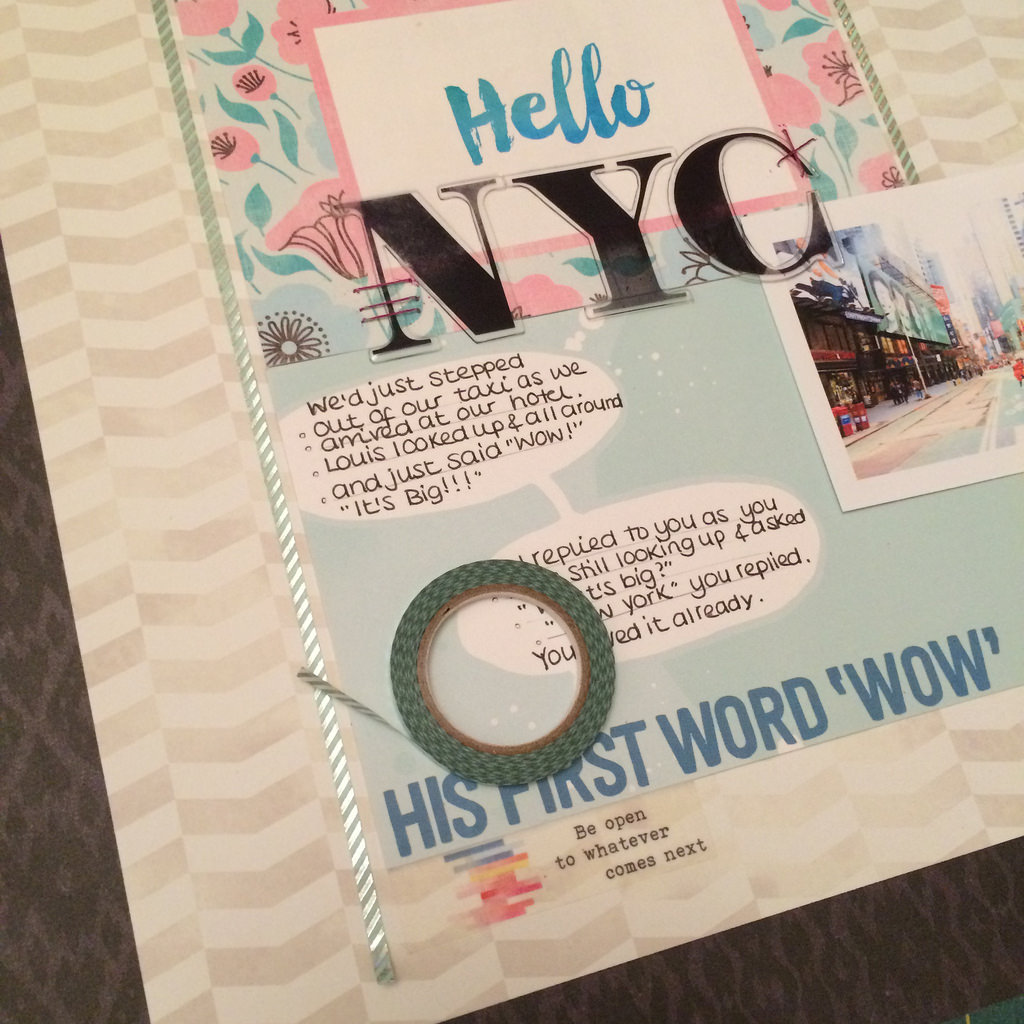 Hello
NYC
We'd just stepped
out of our taxi as we
arrived at our hotel.
Louis looked up & all around
and just said "WOW!"
"It's Big!!!"
I replied to you as you
still looking up & asked
t's big?"
york" you replied.
You it already.
HIS FIRST WORD 'WOW'
Be open
to whatever
comes next